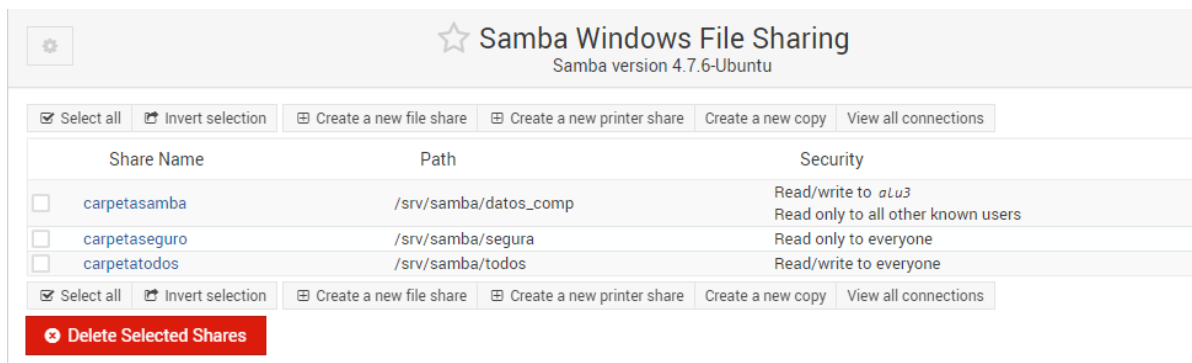 Samba Windows File Sharing
Samba version 4.7.6-Ubuntu
Select all Invert selection Create a new file share Create a new printer share Create a new copy View all connections
Share Name Path Security
carpetasamba /srv/samba/datos_comp Read/write to alu3
Read only to all other known users
carpetaseguro /srv/samba/segura Read only to everyone
carpetatodos /srv/samba/todos Read/write to everyone
Select all Invert selection Create a new file share Create a new printer share Create a new copy View all connections
Delete Selected Shares